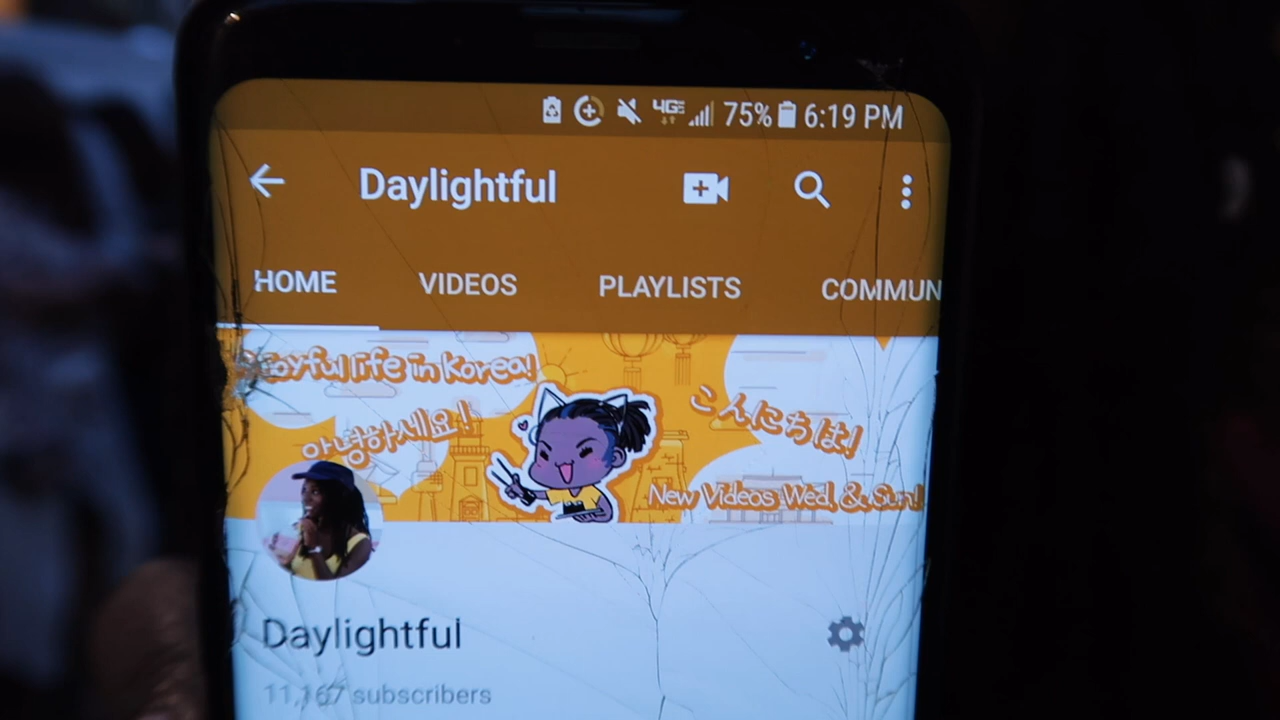 4GE 75% 6:19 PM
Daylightful
HOME VIDEOS PLAYLISTS COMMUN
Joyful life in Korea!
안녕하세요!
こんにちは!
New Videos Wed. & Sun!
Daylightful
11,167 subscribers